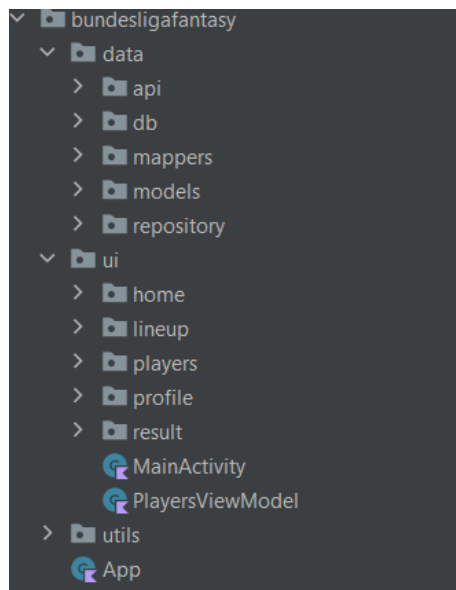 bundesligafantasy
data
api
db
mappers
models
repository
ui
home
lineup
players
profile
result
MainActivity
PlayersViewModel
utils
App